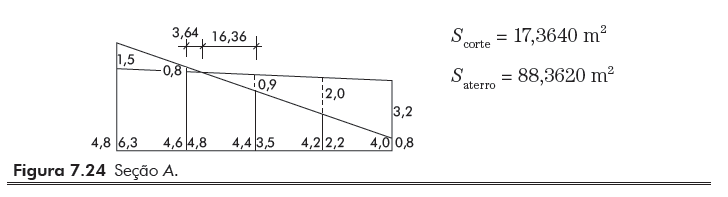 3,64 16,36
S corte = 17,3640 m²
S aterro = 88,3620 m²
1,5
0,8
0,9
2,0
3,2
4,8 6,3 4,6 4,8 4,4 3,5 4,2 2,2 4,0 0,8
Figura 7.24 Seção A.